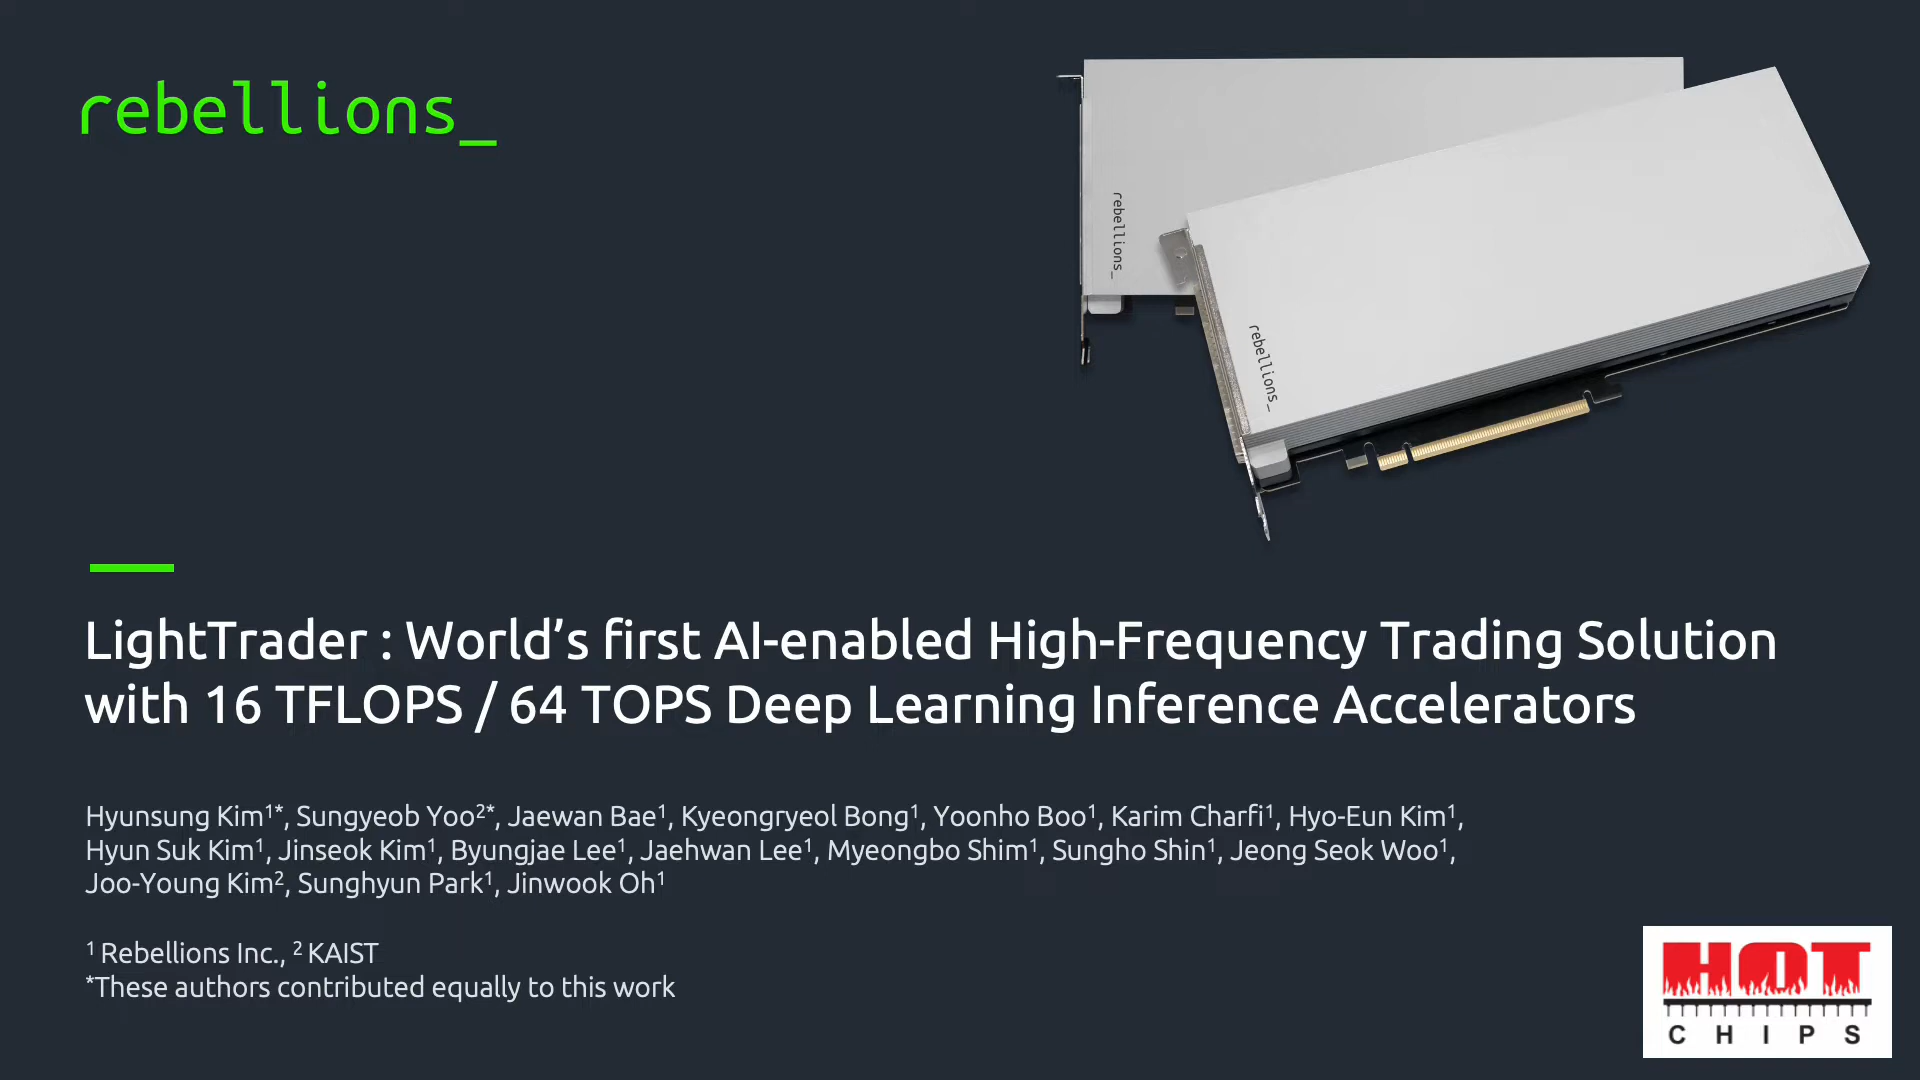 rebellions_
rebellions_
rebellions_
LightTrader : World’s first AI-enabled High-Frequency Trading Solution
with 16 TFLOPS / 64 TOPS Deep Learning Inference Accelerators
Hyunsung Kim¹*, Sungyeob Yoo²*, Jaewan Bae¹, Kyeongryeol Bong¹, Yoonho Boo¹, Karim Charfi¹, Hyo-Eun Kim¹,
Hyun Suk Kim¹, Jinseok Kim¹, Byungjae Lee¹, Jaehwan Lee¹, Myeongbo Shim¹, Sungho Shin¹, Jeong Seok Woo¹,
Joo-Young Kim², Sunghyun Park¹, Jinwook Oh¹
¹ Rebellions Inc., ² KAIST
*These authors contributed equally to this work
HOT
CHIPS